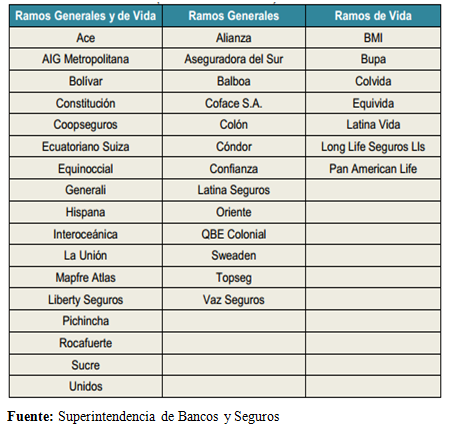 Ramos Generales y de Vida Ramos Generales Ramos de Vida
Ace Alianza BMI
AIG Metropolitana Aseguradora del Sur Bupa
Bolívar Balboa Colvida
Constitución Coface S.A. Equivida
Coopseguros Colón Latina Vida
Ecuatoriano Suiza Cóndor Long Life Seguros Lls
Equinoccial Confianza Pan American Life
Generali Latina Seguros
Hispana Oriente
Interoceánica QBE Colonial
La Unión Sweaden
Mapfre Atlas Topseg
Liberty Seguros Vaz Seguros
Pichincha
Rocafuerte
Sucre
Unidos
Fuente: Superintendencia de Bancos y Seguros